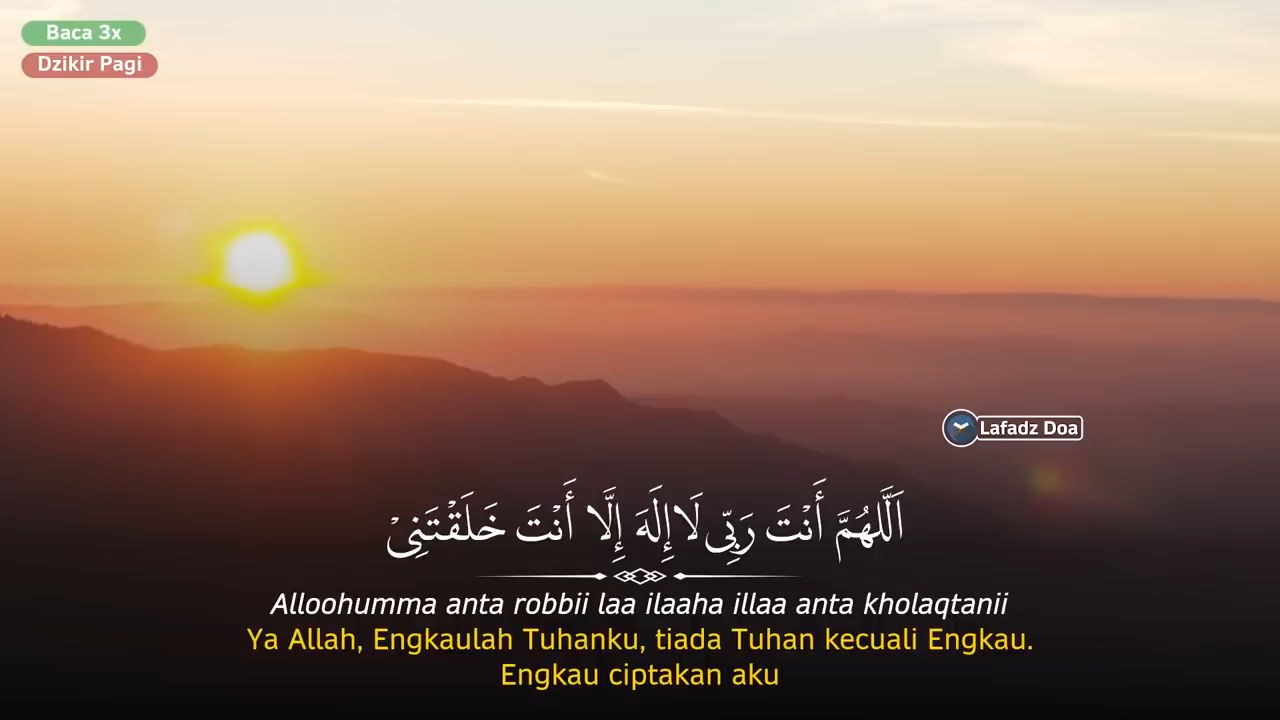 Baca 3x
Dzikir Pagi
Lafadz Doa
اَللَّهُمَّ أَنْتَ رَبِّى لَاإِلَهَ إِلَّا أَنْتَ خَلَقْتَنِىْ
Alloohumma anta robbii laa ilaaha illaa anta kholaqtanii
Ya Allah, Engkaulah Tuhanku, tiada Tuhan kecuali Engkau.
Engkau ciptakan aku